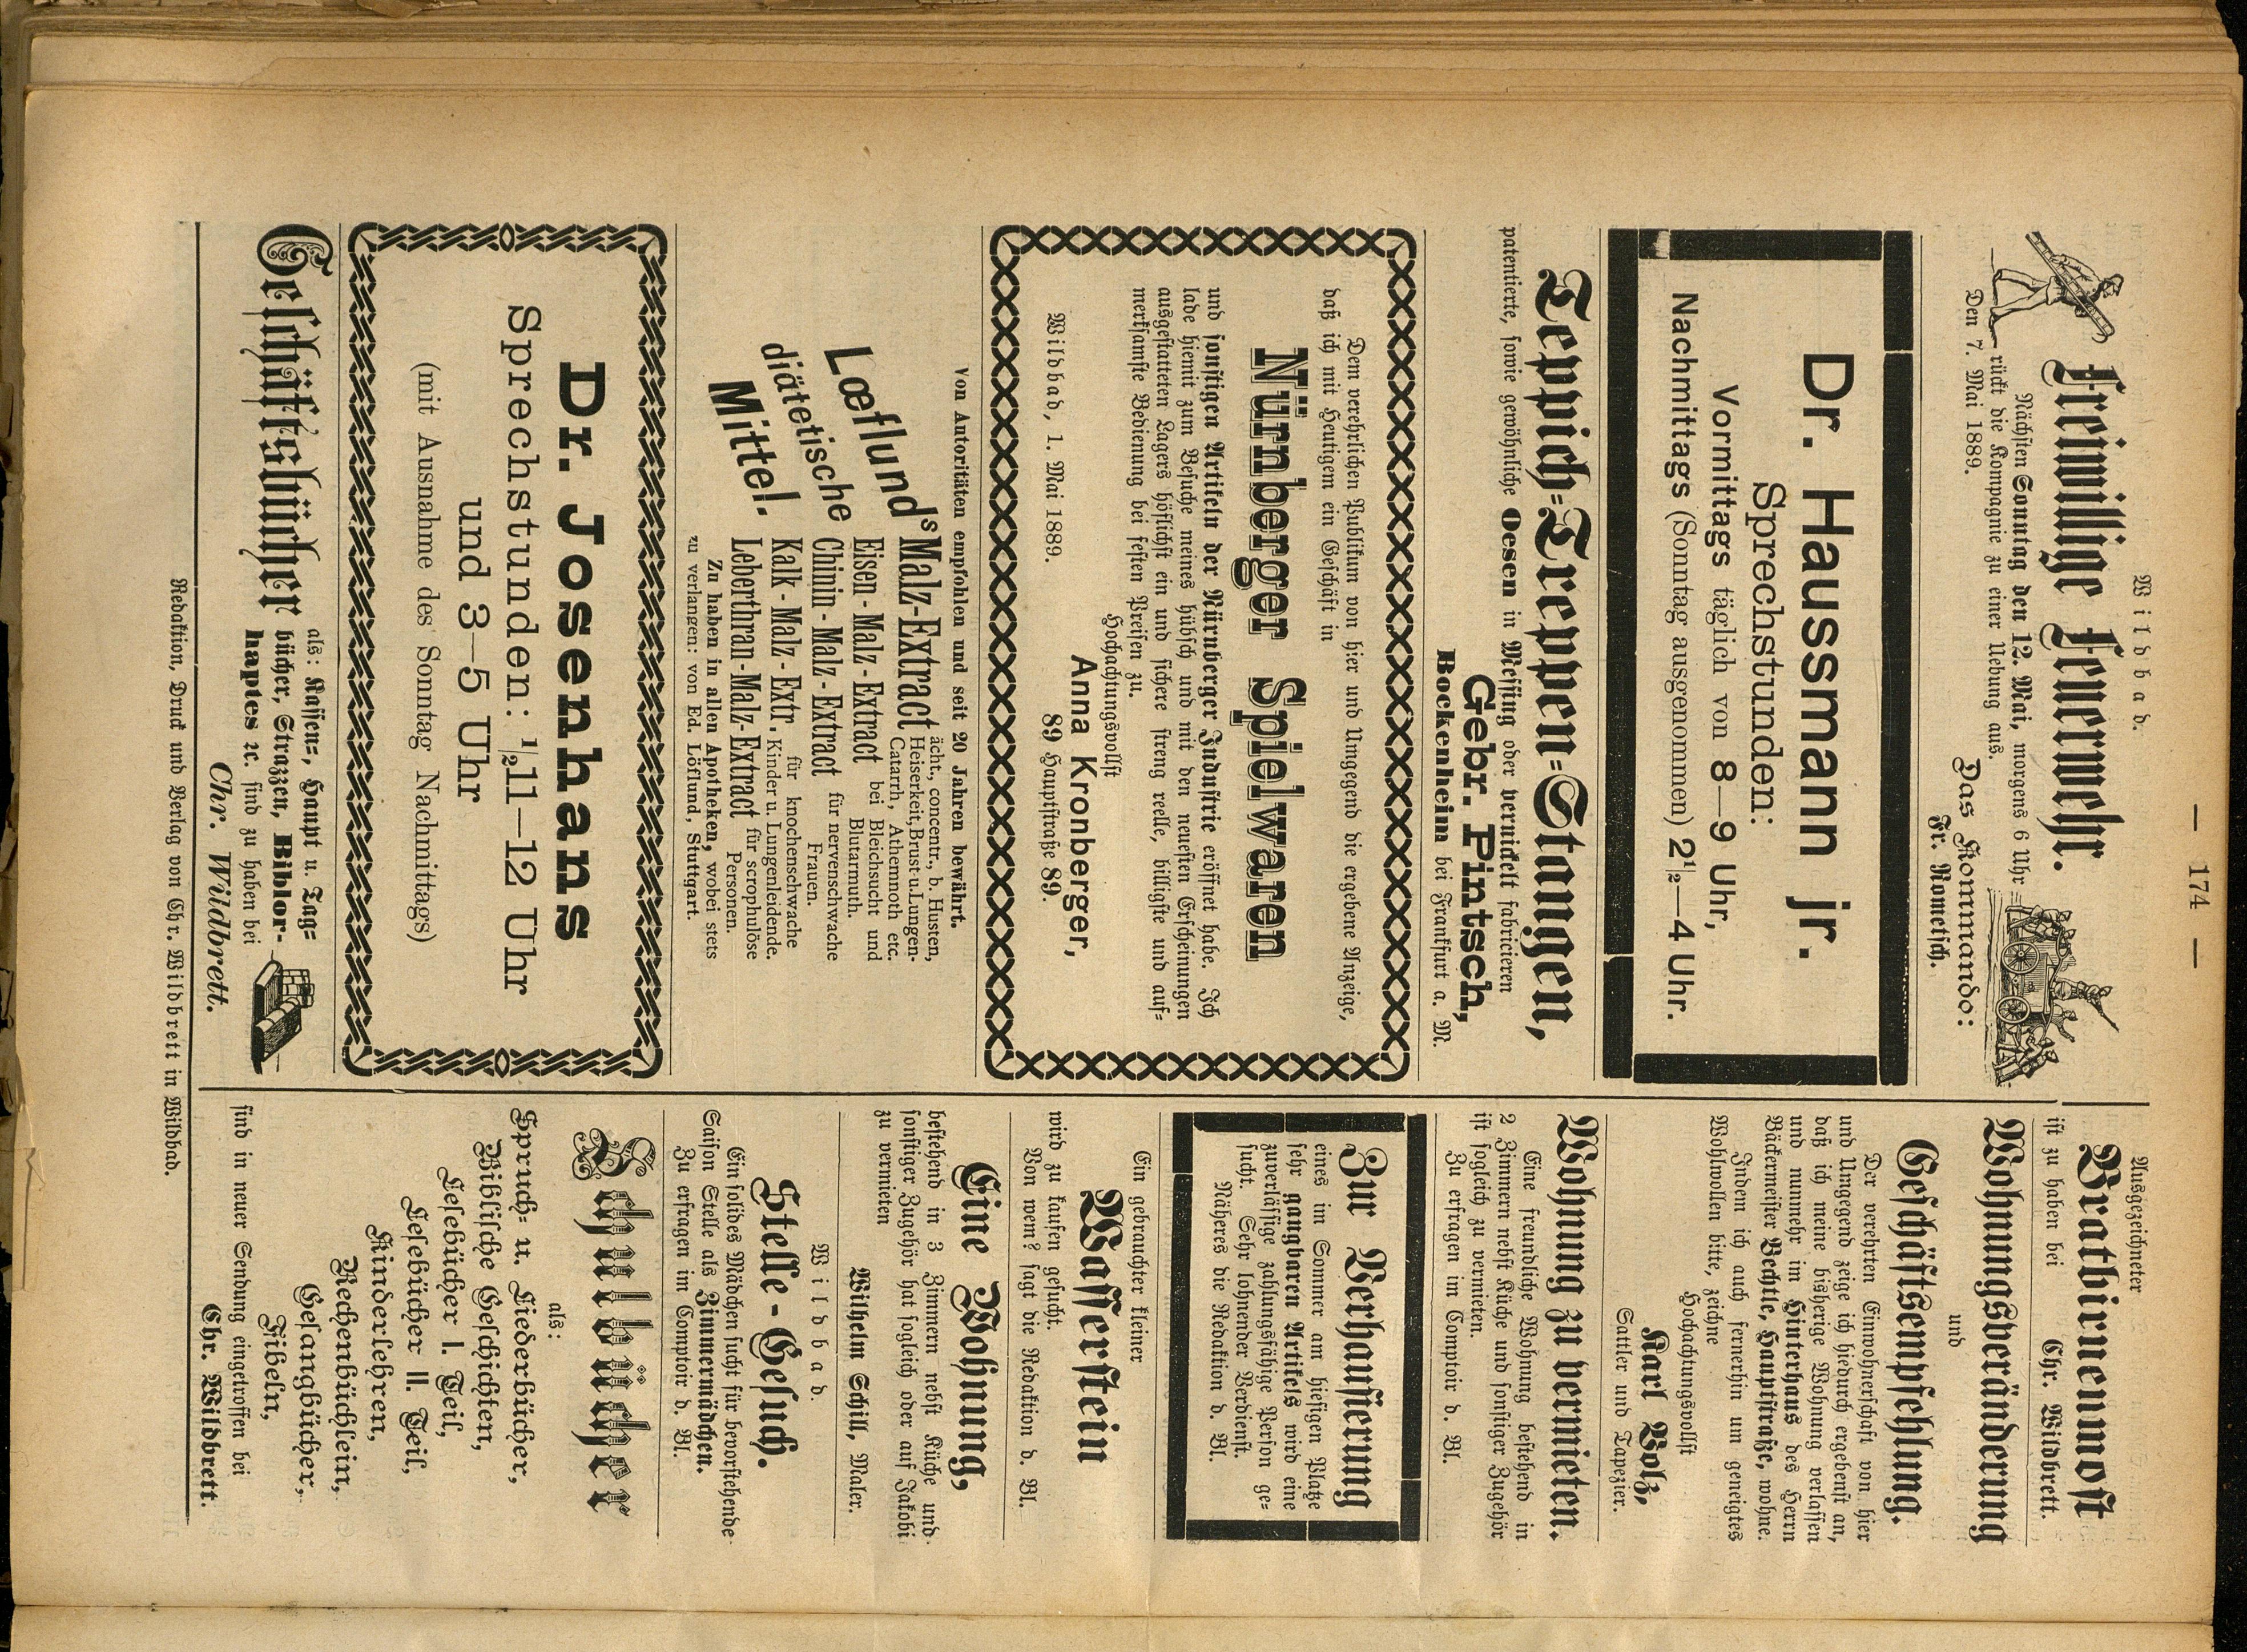 — 174 —
Wildbad.
Freiwillige Feuerwehr.
Nächsten Sonntag den 12. Mai, morgens 6 Uhr
rückt die Kompagnie zu einer Uebung aus.
Den 7. Mai 1889.
Das Kommando:
Fr. Rometsch.
Dr. Haussmann jr.
Sprechstunden:
Vormittags täglich von 8—9 Uhr,
Nachmittags (Sonntag ausgenommen) 2½—4 Uhr.
Teppich-Treppen-Stangen,
patentierte, sowie gewöhnliche Oesen in Messing oder vernickelt fabricieren
Gebr. Pintsch,
Bockenheim bei Frankfurt a. M.
Dem verehrlichen Publikum von hier und Umgegend die ergebene Anzeige,
daß ich mit Heutigem ein Geschäft in
Nürnberger Spielwaren
und sonstigen Artikeln der Nürnberger Industrie eröffnet habe. Ich
lade hiemit zum Besuche meines hübsch und mit den neuesten Erscheinungen
ausgestatteten Lagers höflichst ein und sichere streng reelle, billigste und auf-
merksamste Bedienung bei festen Preisen zu.
Hochachtungsvollst
Anna Kronberger,
89 Hauptstraße 89.
Wildbad, 1. Mai 1889.
Von Autoritäten empfohlen und seit 20 Jahren bewährt.
Lœflund's
diätetische
Mittel.
Malz-Extract ächt., concentr., b. Husten,
Heiserkeit, Brust- u. Lungen-
Catarrh, Athemnoth etc.
Eisen-Malz-Extract bei Bleichsucht und
Blutarmuth.
Chinin-Malz-Extract für nervenschwache
Frauen.
Kalk-Malz-Extr. für knochenschwache
Kinder u. Lungenleidende.
Leberthran-Malz-Extract für scrophulöse
Personen.
Zu haben in allen Apotheken, wobei stets
zu verlangen: von Ed. Löflund, Stuttgart.
Dr. Josenhans
Sprechstunden: ½11—12 Uhr
und 3—5 Uhr
(mit Ausnahme des Sonntag Nachmittags)
Geschäftsbücher
als: Kassen-, Haupt u. Tag-
bücher, Strazzen, Biblor-
haptes ꝛc. sind zu haben bei
Chr. Wildbrett.
Ausgezeichneter
Bratbirnenmost
ist zu haben bei Chr. Wildbrett.
Wohnungsveränderung
und
Geschäftsempfehlung.
Der verehrten Einwohnerschaft von hier
und Umgegend zeige ich hiedurch ergebenst an,
daß ich meine bisherige Wohnung verlassen
und nunmehr im Hinterhaus des Herrn
Bäckermeister Bechtle, Hauptstraße, wohne.
Indem ich auch fernerhin um geneigtes
Wohlwollen bitte, zeichne
Hochachtungsvollst
Karl Bolz,
Sattler und Tapezier.
Wohnung zu vermieten.
Eine freundliche Wohnung bestehend in
2 Zimmern nebst Küche und sonstiger Zugehör
ist sogleich zu vermieten.
Zu erfragen im Comptoir d. Bl.
Zur Verhausierung
eines im Sommer am hiesigen Platze
sehr gangbaren Artikels wird eine
zuverlässige zahlungsfähige Person ge-
sucht. Sehr lohnender Verdienst.
Näheres die Redaktion d. Bl.
Ein gebrauchter kleiner
Wasserstein
wird zu kaufen gesucht.
Von wem? sagt die Redaktion d. Bl.
Eine Wohnung,
bestehend in 3 Zimmern nebst Küche und
sonstiger Zugehör hat sogleich oder auf Jakobi
zu vermieten
Wilhelm Schill, Maler.
Wildbad.
Stelle-Gesuch.
Ein solides Mädchen sucht für bevorstehende
Saison Stelle als Zimmermädchen.
Zu erfragen im Comptoir d. Bl.
Schulbücher
als:
Spruch- u. Liederbücher,
Biblische Geschichten,
Lesebücher I. Teil,
Lesebücher II. Teil,
Kinderlehren,
Rechenbüchlein,
Gesangbücher,
Fibeln,
sind in neuer Sendung eingetroffen bei
Chr. Wildbrett.
Redaktion, Druck und Verlag von Chr. Wildbrett in Wildbad.